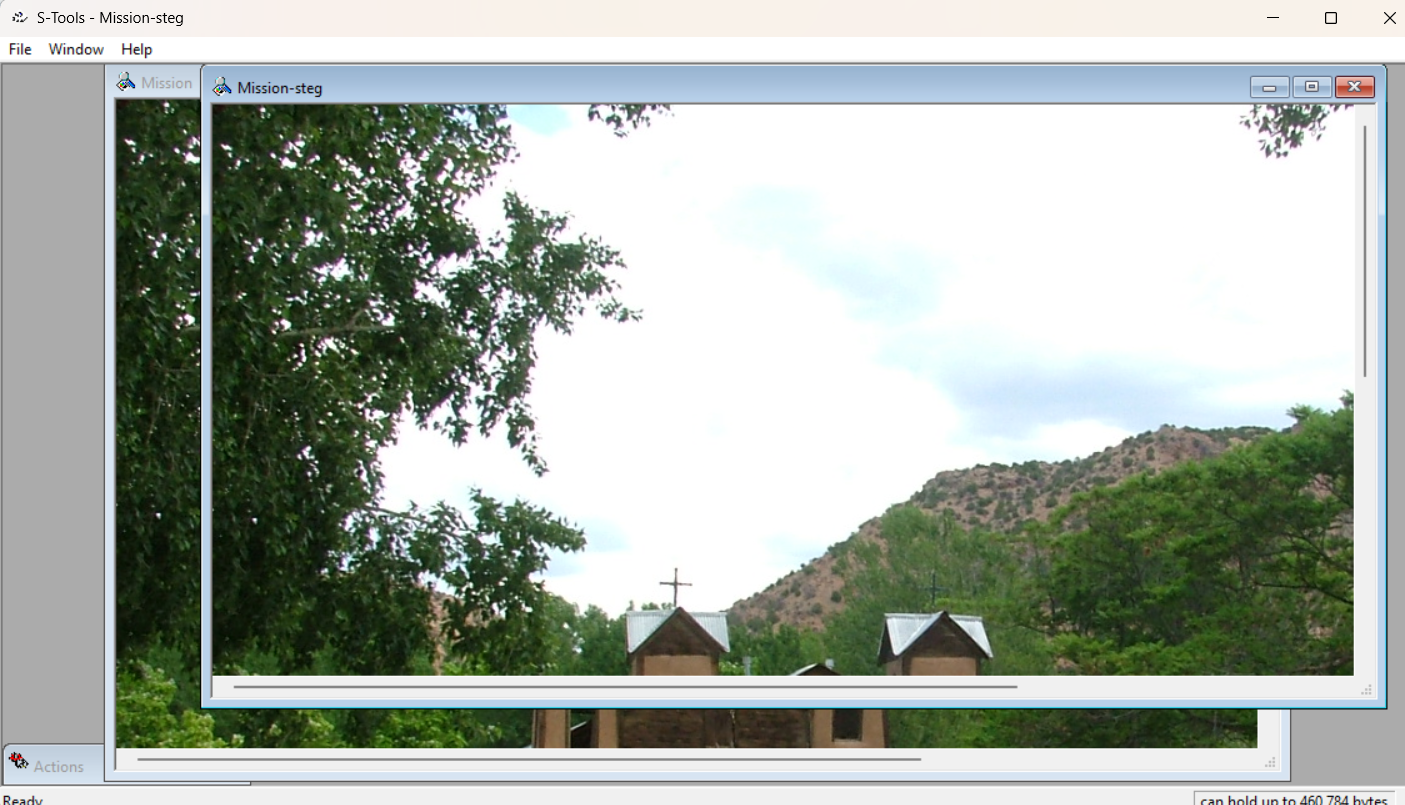 S-Tools - Mission-steg
File Window Help
Mission
Mission-steg
Actions
Ready
can hold up to 460,784 bytes